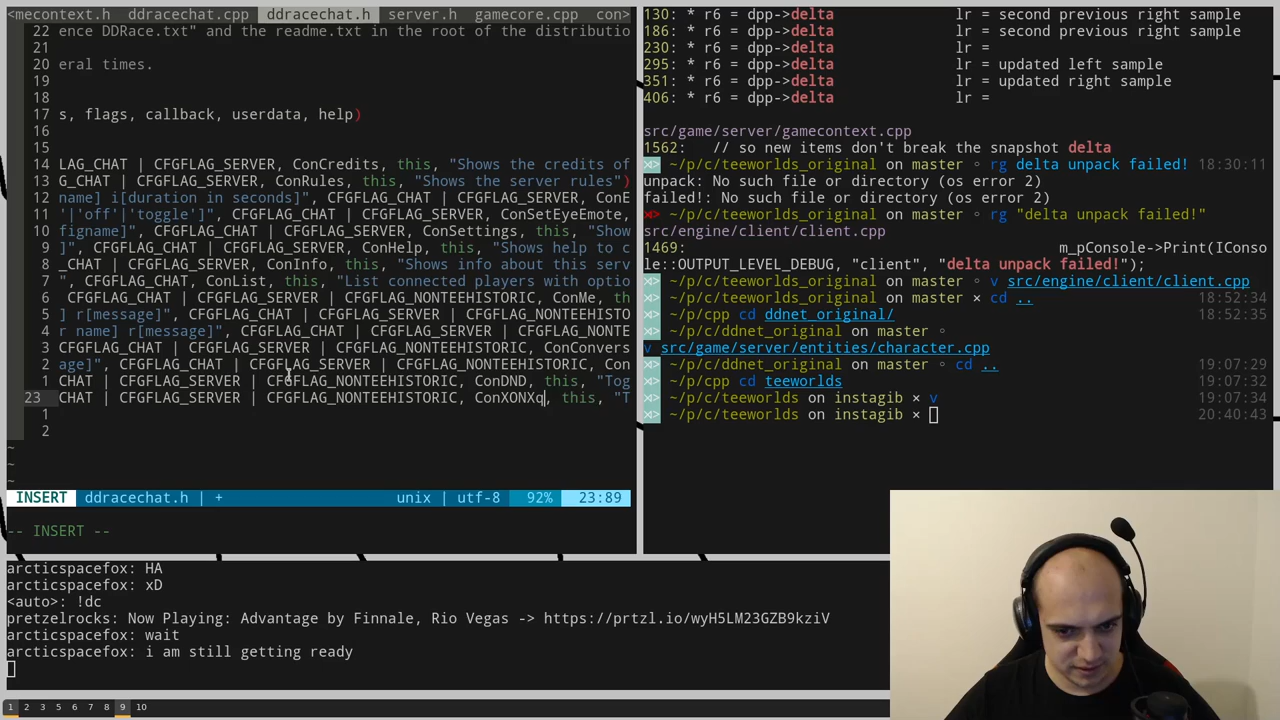 <mecontext.h ddracechat.cpp ddracechat.h server.h gamecore.cpp con>
22 ence DDRace.txt" and the readme.txt in the root of the distributio
21
20 eral times.
19
18
17 s, flags, callback, userdata, help)
16
15
14 LAG_CHAT | CFGFLAG_SERVER, ConCredits, this, "Shows the credits of
13 G_CHAT | CFGFLAG_SERVER, ConRules, this, "Shows the server rules")
12 name] i[duration in seconds]", CFGFLAG_CHAT | CFGFLAG_SERVER, ConE
11 '|'off'|'toggle']", CFGFLAG_CHAT | CFGFLAG_SERVER, ConSetEyeEmote,
10 figname]", CFGFLAG_CHAT | CFGFLAG_SERVER, ConSettings, this, "Show
9 ]", CFGFLAG_CHAT | CFGFLAG_SERVER, ConHelp, this, "Shows help to c
8 _CHAT | CFGFLAG_SERVER, ConInfo, this, "Shows info about this serv
7 ", CFGFLAG_CHAT | CFGFLAG_SERVER, ConList, this, "List connected players with optio
6 CFGFLAG_CHAT | CFGFLAG_SERVER | CFGFLAG_NONTEEHISTORIC, ConMe, th
5 ] r[message]", CFGFLAG_CHAT | CFGFLAG_SERVER | CFGFLAG_NONTEEHISTO
4 r name] r[message]", CFGFLAG_CHAT | CFGFLAG_SERVER | CFGFLAG_NONTE
3 CFGFLAG_CHAT | CFGFLAG_SERVER | CFGFLAG_NONTEEHISTORIC, ConConvers
2 age]", CFGFLAG_CHAT | CFGFLAG_SERVER | CFGFLAG_NONTEEHISTORIC, Con
1 CHAT | CFGFLAG_SERVER | CFGFLAG_NONTEEHISTORIC, ConDND, this, "Tog
23 CHAT | CFGFLAG_SERVER | CFGFLAG_NONTEEHISTORIC, ConXONXq, this, "T
1
2
~
~
~
INSERT ddracechat.h | + unix | utf-8 92% 23:89
-- INSERT --
130: * r6 = dpp->delta lr = second previous right sample
186: * r6 = dpp->delta lr = second previous right sample
230: * r6 = dpp->delta lr =
295: * r6 = dpp->delta lr = updated left sample
351: * r6 = dpp->delta lr = updated right sample
406: * r6 = dpp->delta lr =
src/game/server/gamecontext.cpp
1562: // so new items don't break the snapshot delta
~/p/c/teeworlds_original on master ◦ rg delta unpack failed! 18:30:11
unpack: No such file or directory (os error 2)
failed!: No such file or directory (os error 2)
~/p/c/teeworlds_original on master ◦ rg "delta unpack failed!"
src/engine/client/client.cpp
1469: m_pConsole->Print(IConso
le::OUTPUT_LEVEL_DEBUG, "client", "delta unpack failed!");
~/p/c/teeworlds_original on master ◦ v src/engine/client/client.cpp
~/p/c/teeworlds_original on master × cd .. 18:52:34
~/p/cpp cd ddnet_original/ 18:52:35
~/p/c/ddnet_original on master ◦
v src/game/server/entities/character.cpp
~/p/c/ddnet_original on master ◦ cd .. 19:07:29
~/p/cpp cd teeworlds 19:07:32
~/p/c/teeworlds on instagib × v 19:07:34
~/p/c/teeworlds on instagib × 20:40:43
arcticspacefox: HA
arcticspacefox: xD
<auto>: !dc
pretzelrocks: Now Playing: Advantage by Finnale, Rio Vegas -> https://prtzl.io/wyH5LM23GZB9kziV
arcticspacefox: wait
arcticspacefox: i am still getting ready
1 2 3 4 5 6 7 8 9 10